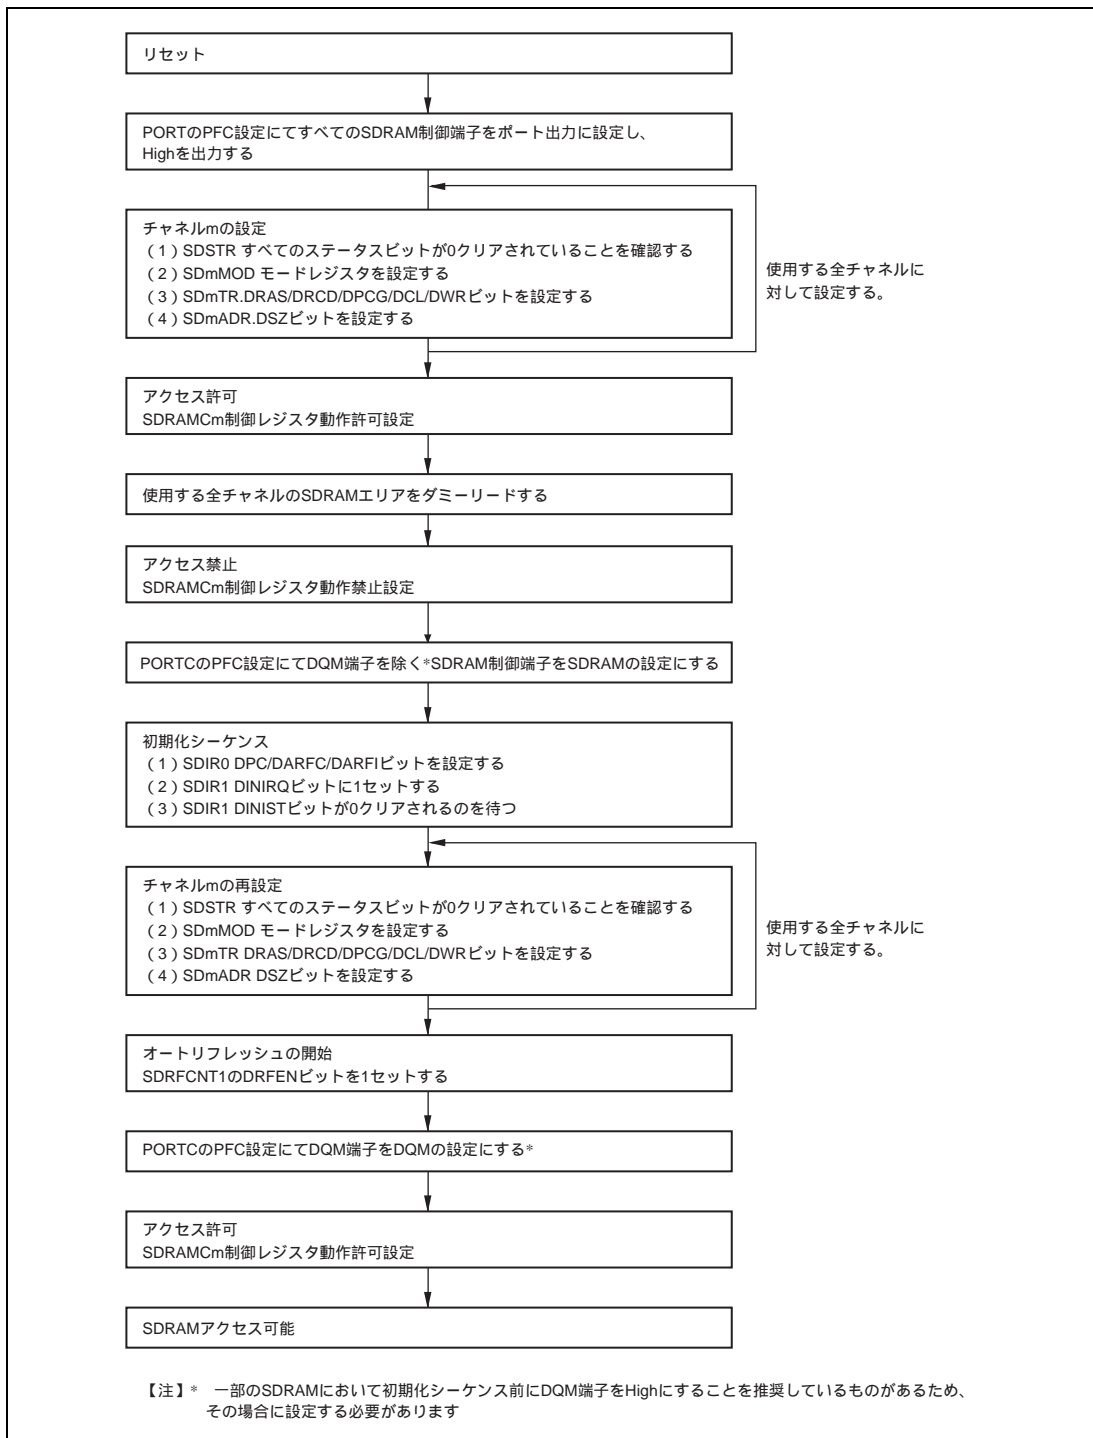 リセット
PORTのPFC設定にてすべてのSDRAM制御端子をポート出力に設定し、
Highを出力する
チャネルmの設定
（1）SDSTR すべてのステータスビットが0クリアされていることを確認する
（2）SDmMOD モードレジスタを設定する
（3）SDmTR.DRAS/DRCD/DPCG/DCL/DWRビットを設定する
（4）SDmADR.DSZビットを設定する
使用する全チャネルに
対して設定する。
アクセス許可
SDRAMCm制御レジスタ動作許可設定
使用する全チャネルのSDRAMエリアをダミーリードする
アクセス禁止
SDRAMCm制御レジスタ動作禁止設定
PORTCのPFC設定にてDQM端子を除く*SDRAM制御端子をSDRAMの設定にする
初期化シーケンス
（1）SDIR0 DPC/DARFC/DARFIビットを設定する
（2）SDIR1 DINIRQビットに1セットする
（3）SDIR1 DINISTビットが0クリアされるのを待つ
チャネルmの再設定
（1）SDSTR すべてのステータスビットが0クリアされていることを確認する
（2）SDmMOD モードレジスタを設定する
（3）SDmTR DRAS/DRCD/DPCG/DCL/DWRビットを設定する
（4）SDmADR DSZビットを設定する
使用する全チャネルに
対して設定する。
オートリフレッシュの開始
SDRFCNT1のDRFENビットを1セットする
PORTCのPFC設定にてDQM端子をDQMの設定にする*
アクセス許可
SDRAMCm制御レジスタ動作許可設定
SDRAMアクセス可能
【注】* 一部のSDRAMにおいて初期化シーケンス前にDQM端子をHighにすることを推奨しているものがあるため、
その場合に設定する必要があります